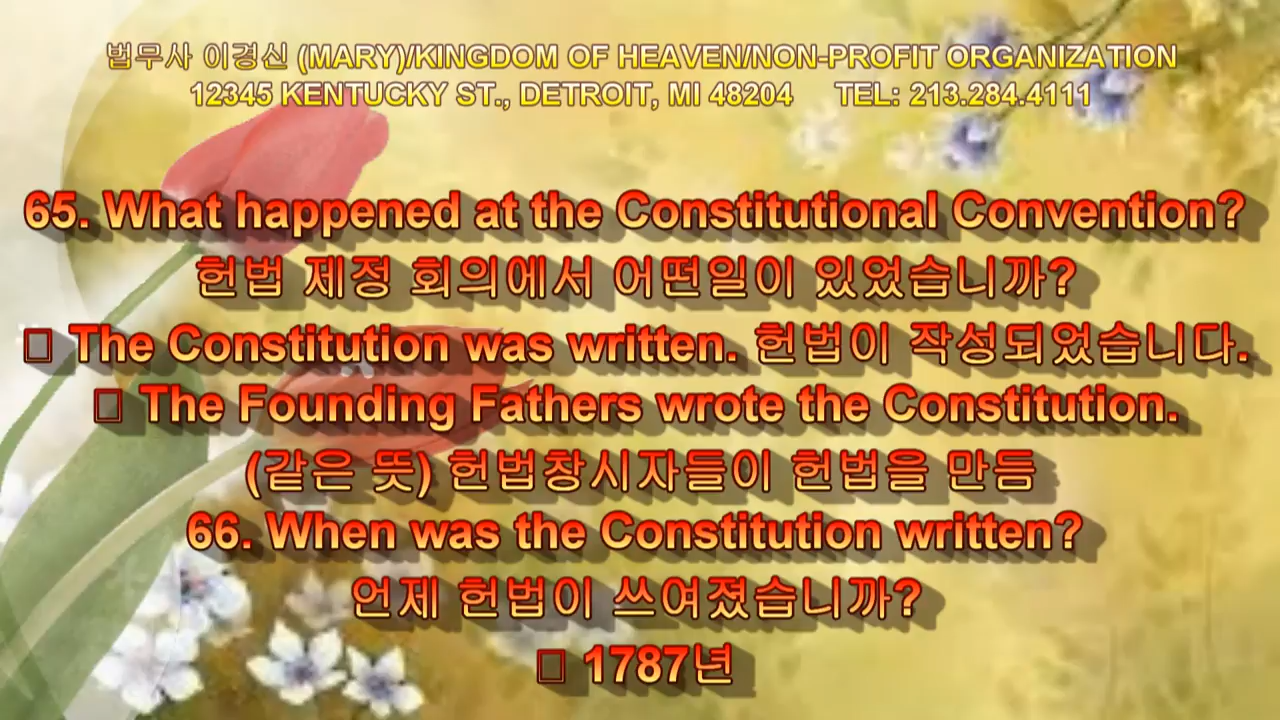 법무사 이경신 (MARY)/KINGDOM OF HEAVEN/NON-PROFIT ORGANIZATION
12345 KENTUCKY ST., DETROIT, MI 48204 TEL: 213.284.4111
65. What happened at the Constitutional Convention?
헌법 제정 회의에서 어떤일이 있었습니까?
▯ The Constitution was written. 헌법이 작성되었습니다.
▯ The Founding Fathers wrote the Constitution.
(같은 뜻) 헌법창시자들이 헌법을 만듬
66. When was the Constitution written?
언제 헌법이 쓰여졌습니까?
▯ 1787년